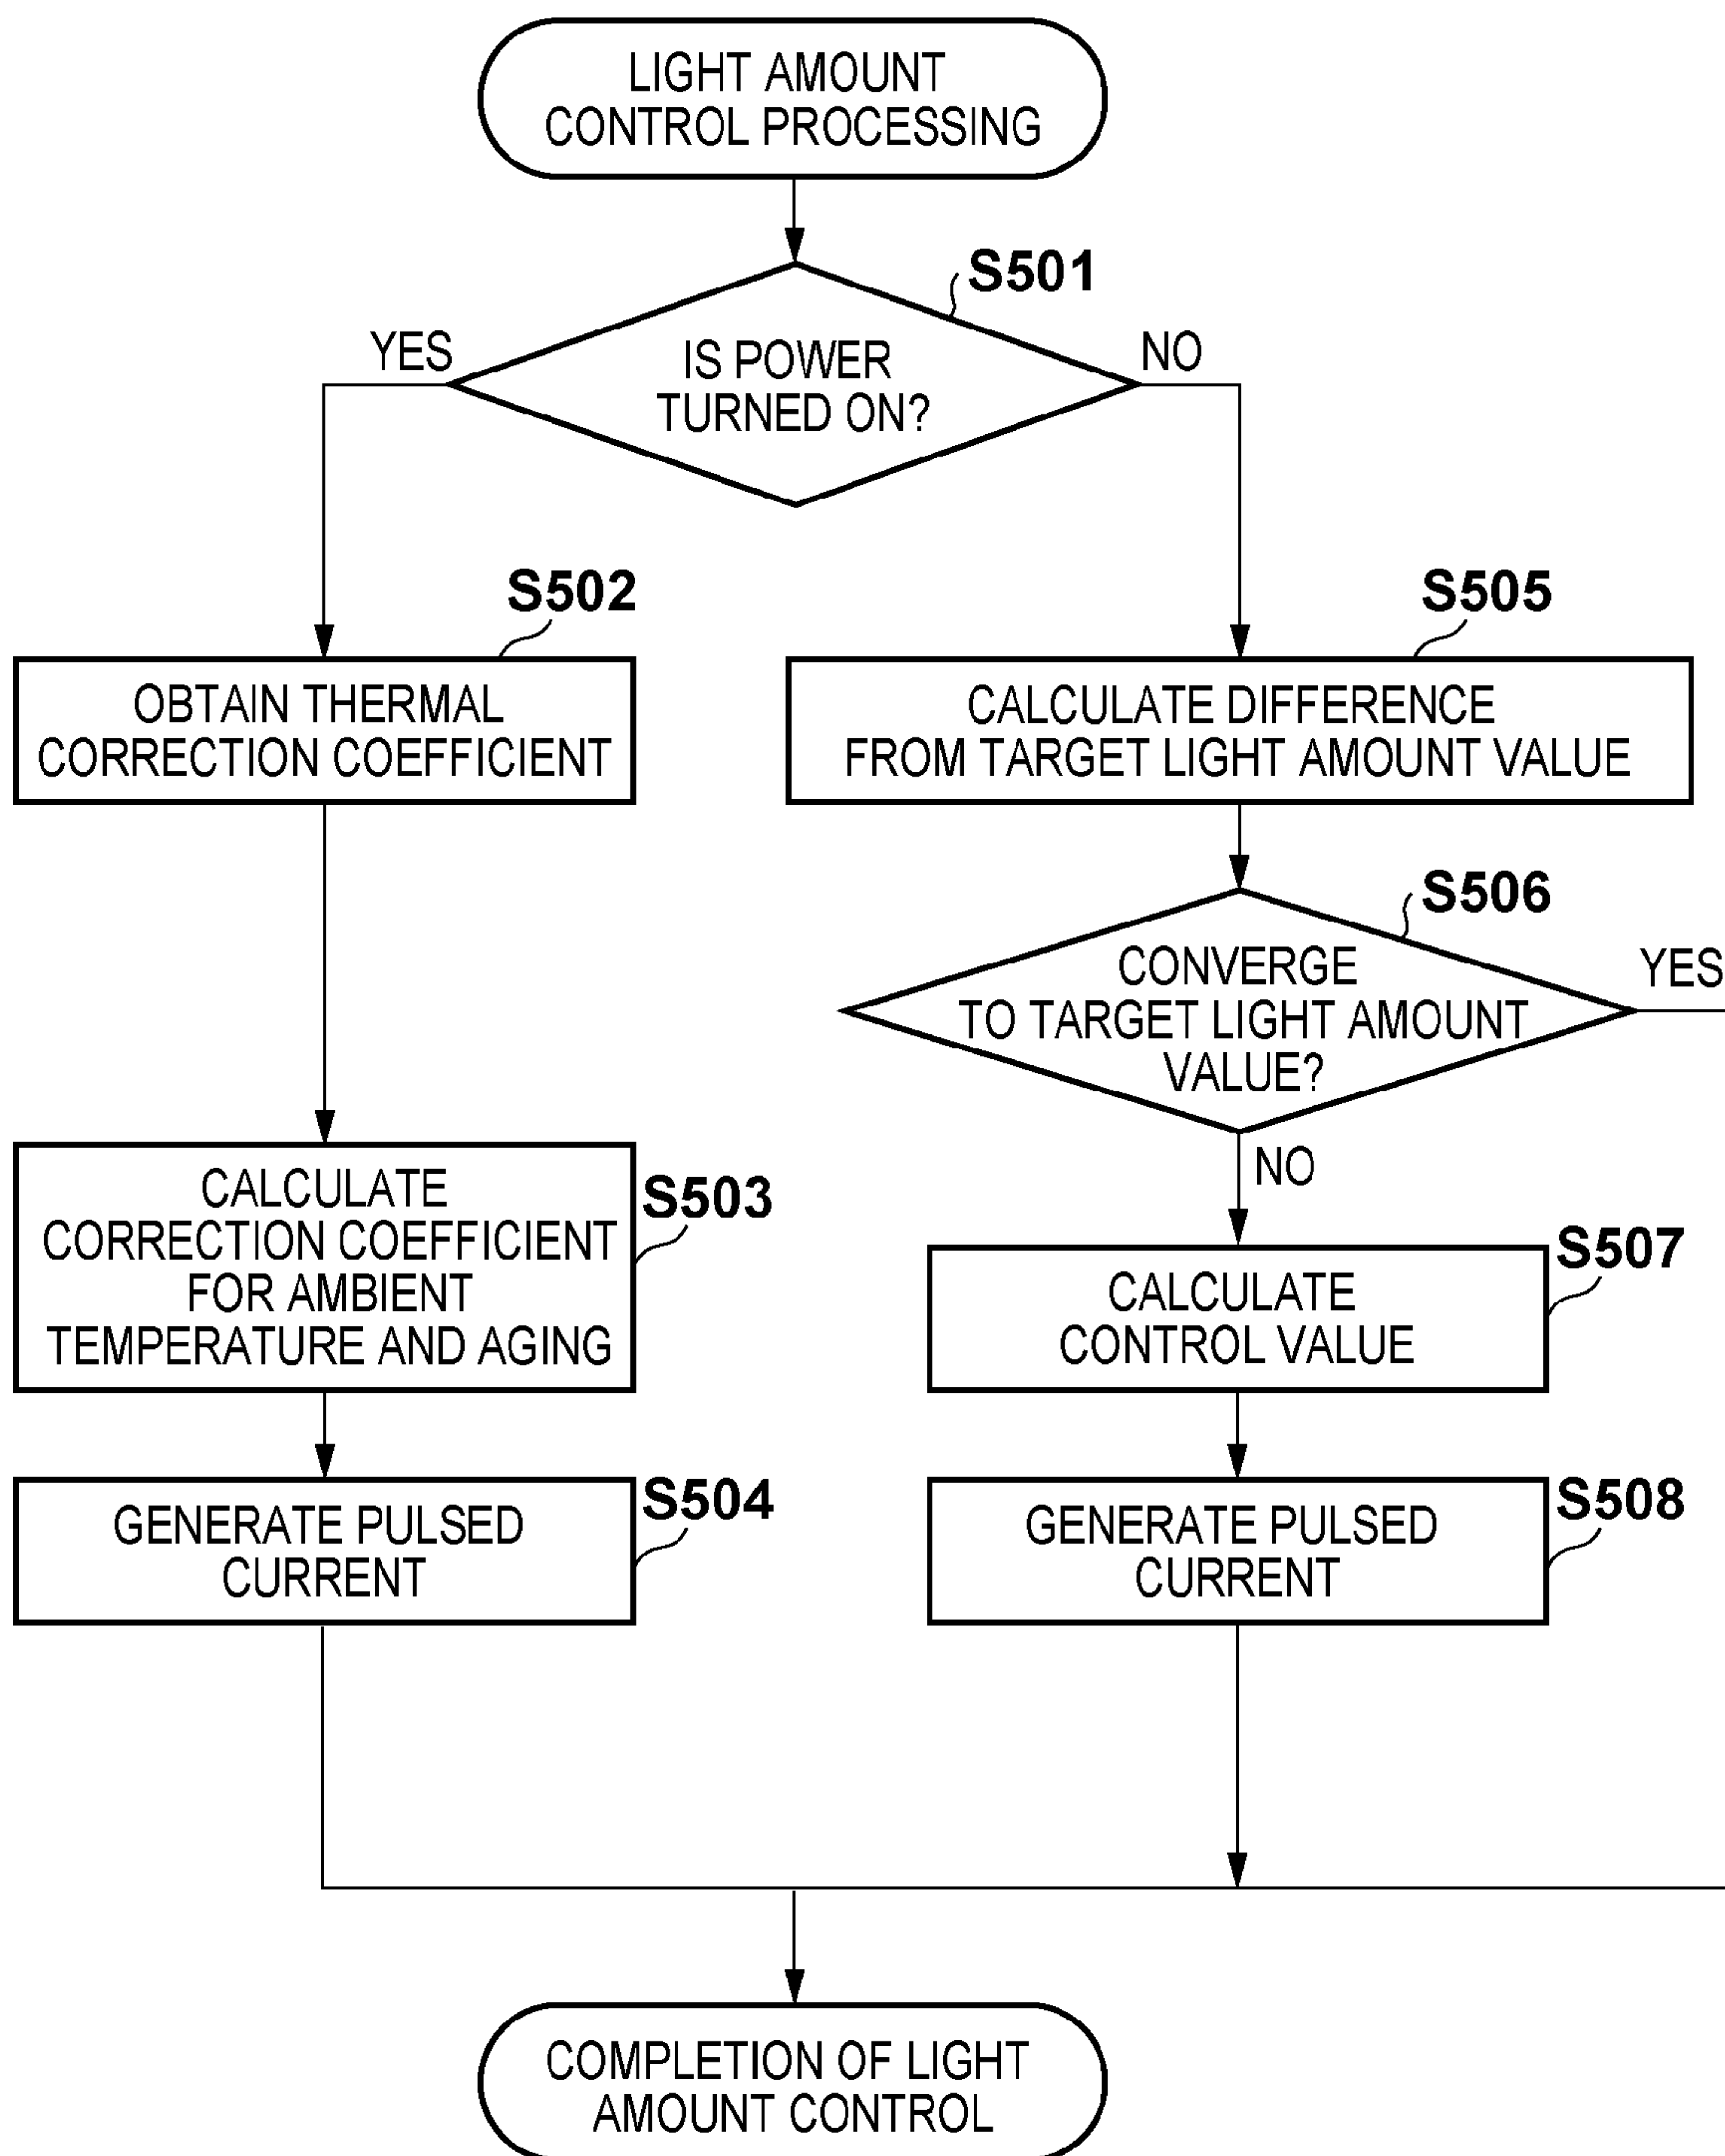 LIGHT AMOUNT
CONTROL PROCESSING
S501
YES
IS POWER
TURNED ON?
NO
S502
OBTAIN THERMAL
CORRECTION COEFFICIENT
S505
CALCULATE DIFFERENCE
FROM TARGET LIGHT AMOUNT VALUE
S506
CONVERGE
TO TARGET LIGHT AMOUNT
VALUE?
YES
NO
CALCULATE
CORRECTION COEFFICIENT
FOR AMBIENT
TEMPERATURE AND AGING
S503
CALCULATE
CONTROL VALUE
S507
GENERATE PULSED
CURRENT
S504
GENERATE PULSED
CURRENT
S508
COMPLETION OF LIGHT
AMOUNT CONTROL